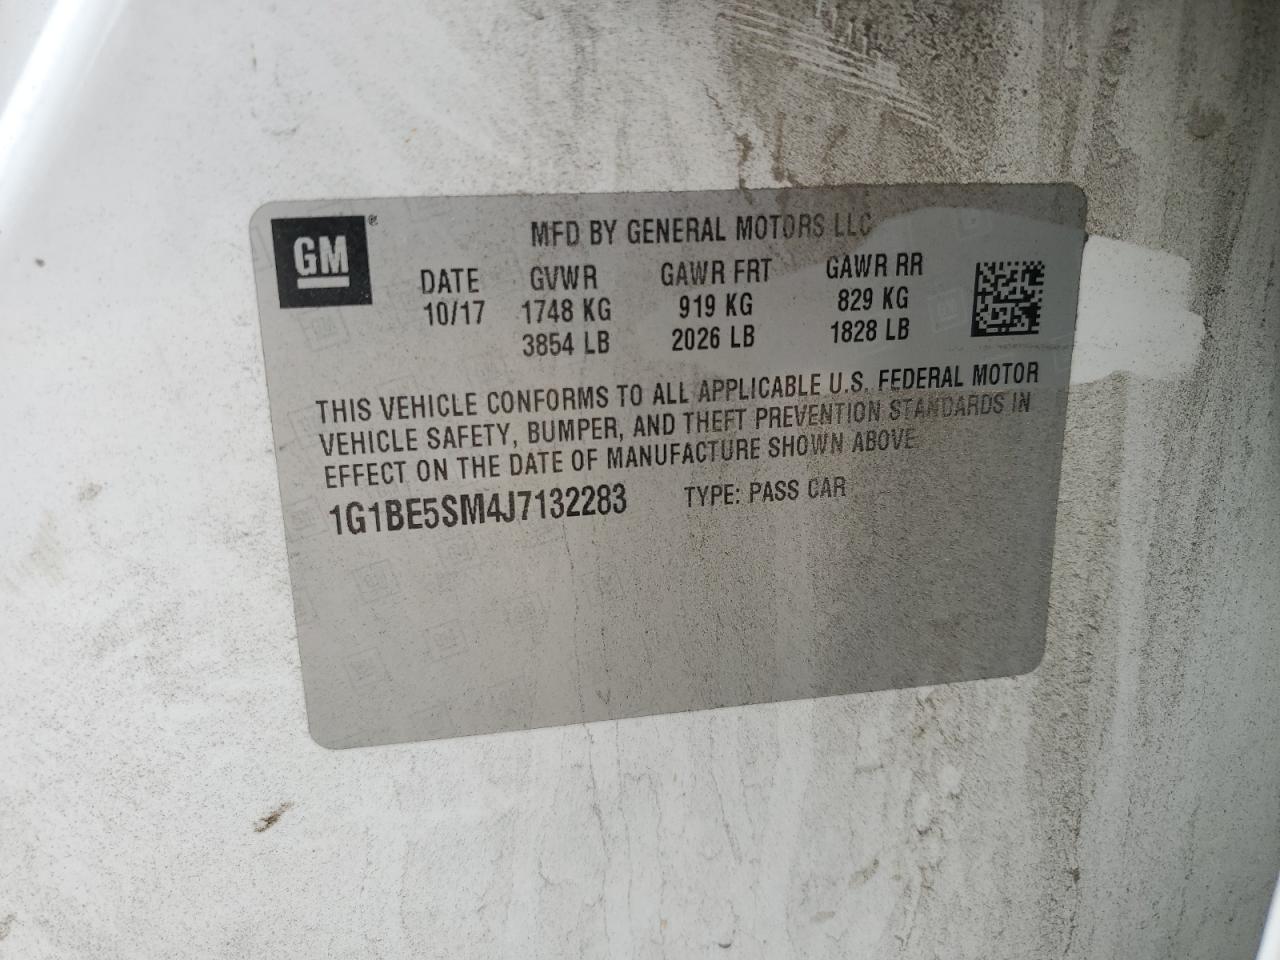 GM®
MFD BY GENERAL MOTORS LLC
DATE GVWR GAWR FRT GAWR RR
10/17 1748 KG 919 KG 829 KG
3854 LB 2026 LB 1828 LB
THIS VEHICLE CONFORMS TO ALL APPLICABLE U.S. FEDERAL MOTOR
VEHICLE SAFETY, BUMPER, AND THEFT PREVENTION STANDARDS IN
EFFECT ON THE DATE OF MANUFACTURE SHOWN ABOVE
1G1BE5SM4J7132283 TYPE: PASS CAR